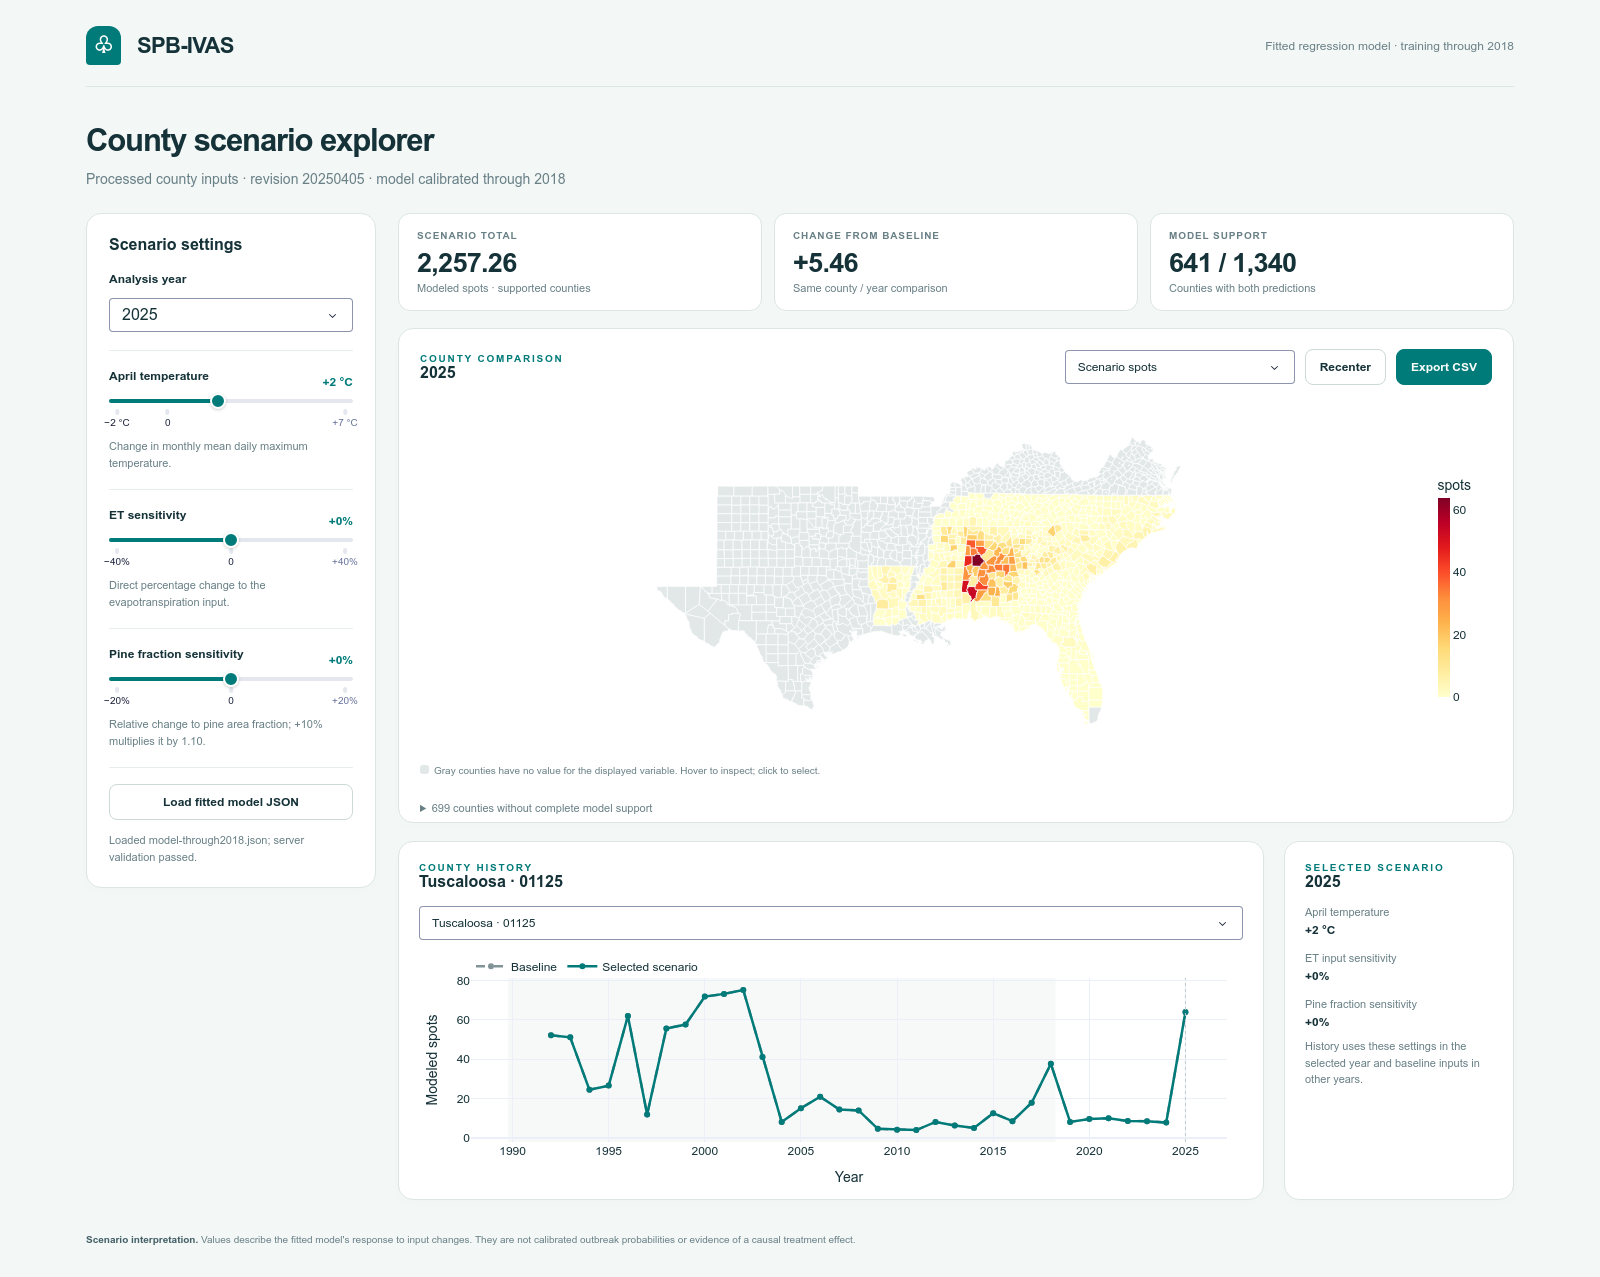 SPB-IVAS
Fitted regression model · training through 2018
County scenario explorer
Processed county inputs · revision 20250405 · model calibrated through 2018
Scenario settings
Analysis year
2025
April temperature
+2 °C
−2 °C
0
+7 °C
Change in monthly mean daily maximum
temperature.
ET sensitivity
+0%
−40%
0
+40%
Direct percentage change to the
evapotranspiration input.
Pine fraction sensitivity
+0%
−20%
0
+20%
Relative change to pine area fraction; +10%
multiplies it by 1.10.
Load fitted model JSON
Loaded model-through2018.json; server
validation passed.
SCENARIO TOTAL
2,257.26
Modeled spots · supported counties
CHANGE FROM BASELINE
+5.46
Same county / year comparison
MODEL SUPPORT
641 / 1,340
Counties with both predictions
COUNTY COMPARISON
2025
Scenario spots
Recenter
Export CSV
spots
60
40
20
0
Gray counties have no value for the displayed variable. Hover to inspect; click to select.
699 counties without complete model support
COUNTY HISTORY
Tuscaloosa · 01125
Tuscaloosa · 01125
Baseline
Selected scenario
Modeled spots
80
60
40
20
0
1990
1995
2000
2005
2010
2015
2020
2025
Year
SELECTED SCENARIO
2025
April temperature
+2 °C
ET input sensitivity
+0%
Pine fraction sensitivity
+0%
History uses these settings in the
selected year and baseline inputs in
other years.
Scenario interpretation. Values describe the fitted model's response to input changes. They are not calibrated outbreak probabilities or evidence of a causal treatment effect.